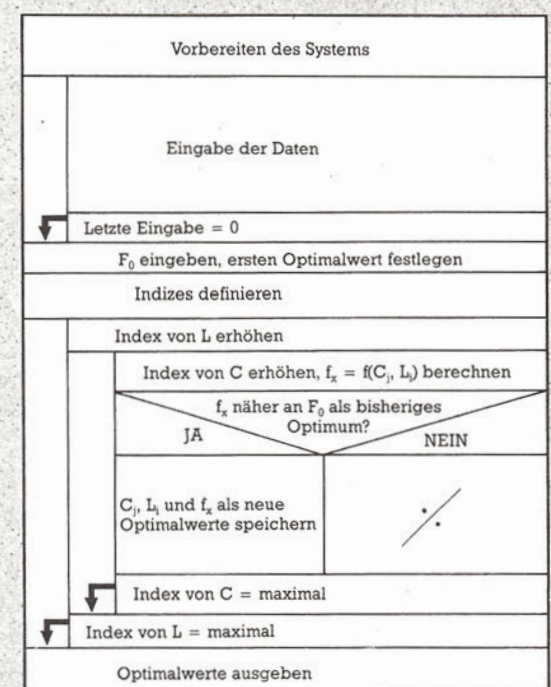 Vorbereiten des Systems
Eingabe der Daten
Letzte Eingabe = 0
F₀ eingeben, ersten Optimalwert festlegen
Indizes definieren
Index von L erhöhen
Index von C erhöhen, fₓ = f(Cⱼ, Lᵢ) berechnen
fₓ näher an F₀ als bisheriges
Optimum?
JA
NEIN
Cⱼ, Lᵢ und fₓ als neue
Optimalwerte speichern
Index von C = maximal
Index von L = maximal
Optimalwerte ausgeben